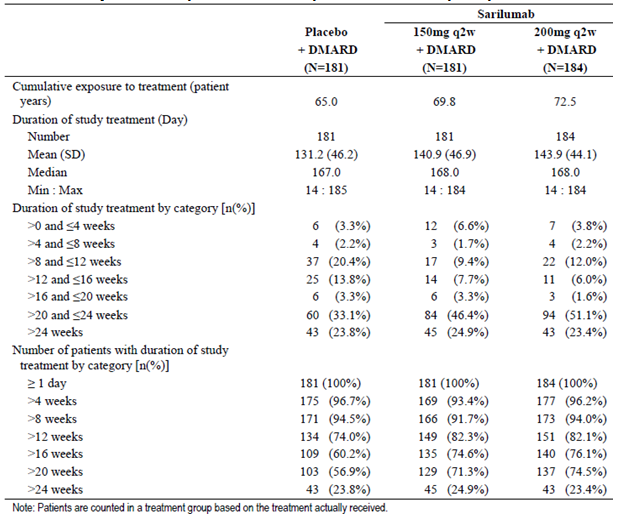 Sarilumab
Placebo 150mg q2w 200mg q2w
+ DMARD + DMARD + DMARD
(N=181) (N=181) (N=184)
Cumulative exposure to treatment (patient
years) 65.0 69.8 72.5
Duration of study treatment (Day)
Number 181 181 184
Mean (SD) 131.2 (46.2) 140.9 (46.9) 143.9 (44.1)
Median 167.0 168.0 168.0
Min : Max 14 : 185 14 : 184 14 : 184
Duration of study treatment by category [n(%)]
>0 and ≤4 weeks 6 (3.3%) 12 (6.6%) 7 (3.8%)
>4 and ≤8 weeks 4 (2.2%) 3 (1.7%) 4 (2.2%)
>8 and ≤12 weeks 37 (20.4%) 17 (9.4%) 22 (12.0%)
>12 and ≤16 weeks 25 (13.8%) 14 (7.7%) 11 (6.0%)
>16 and ≤20 weeks 6 (3.3%) 6 (3.3%) 3 (1.6%)
>20 and ≤24 weeks 60 (33.1%) 84 (46.4%) 94 (51.1%)
>24 weeks 43 (23.8%) 45 (24.9%) 43 (23.4%)
Number of patients with duration of study
treatment by category [n(%)]
≥ 1 day 181 (100%) 181 (100%) 184 (100%)
>4 weeks 175 (96.7%) 169 (93.4%) 177 (96.2%)
>8 weeks 171 (94.5%) 166 (91.7%) 173 (94.0%)
>12 weeks 134 (74.0%) 149 (82.3%) 151 (82.1%)
>16 weeks 109 (60.2%) 135 (74.6%) 140 (76.1%)
>20 weeks 103 (56.9%) 129 (71.3%) 137 (74.5%)
>24 weeks 43 (23.8%) 45 (24.9%) 43 (23.4%)
Note: Patients are counted in a treatment group based on the treatment actually received.